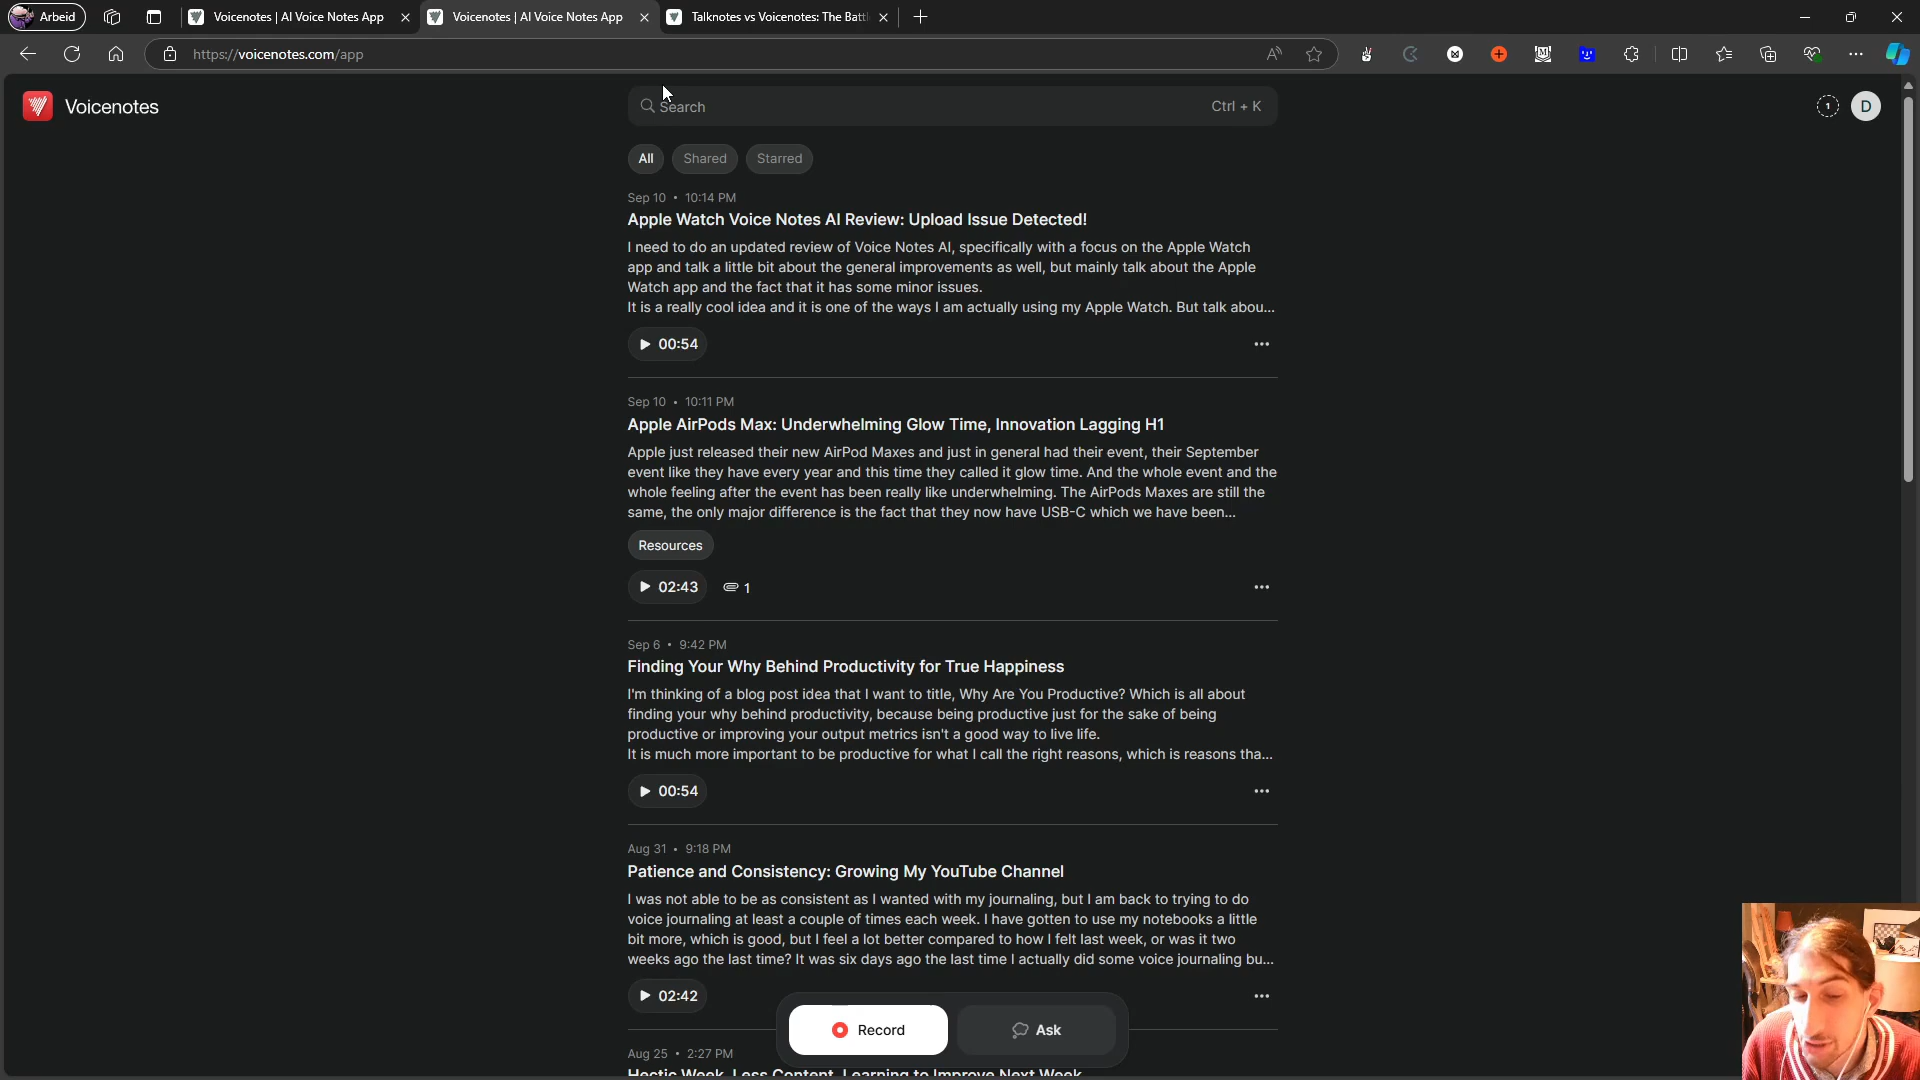 Arbeid
Voicenotes | AI Voice Notes App
Voicenotes | AI Voice Notes App
Talknotes vs Voicenotes: The Battl
https://voicenotes.com/app
Voicenotes
Search
Ctrl + K
1
D
All
Shared
Starred
Sep 10 • 10:14 PM
Apple Watch Voice Notes AI Review: Upload Issue Detected!
I need to do an updated review of Voice Notes AI, specifically with a focus on the Apple Watch
app and talk a little bit about the general improvements as well, but mainly talk about the Apple
Watch app and the fact that it has some minor issues.
It is a really cool idea and it is one of the ways I am actually using my Apple Watch. But talk abou...
00:54
Sep 10 • 10:11 PM
Apple AirPods Max: Underwhelming Glow Time, Innovation Lagging H1
Apple just released their new AirPod Maxes and just in general had their event, their September
event like they have every year and this time they called it glow time. And the whole event and the
whole feeling after the event has been really like underwhelming. The AirPods Maxes are still the
same, the only major difference is the fact that they now have USB-C which we have been...
Resources
02:43
1
Sep 6 • 9:42 PM
Finding Your Why Behind Productivity for True Happiness
I'm thinking of a blog post idea that I want to title, Why Are You Productive? Which is all about
finding your why behind productivity, because being productive just for the sake of being
productive or improving your output metrics isn't a good way to live life.
It is much more important to be productive for what I call the right reasons, which is reasons tha...
00:54
Aug 31 • 9:18 PM
Patience and Consistency: Growing My YouTube Channel
I was not able to be as consistent as I wanted with my journaling, but I am back to trying to do
voice journaling at least a couple of times each week. I have gotten to use my notebooks a little
bit more, which is good, but I feel a lot better compared to how I felt last week, or was it two
weeks ago the last time? It was six days ago the last time I actually did some voice journaling bu...
02:42
Record
Ask
Aug 25 • 2:27 PM
Hectic Week, Less Content, Learning to Improve Next Week